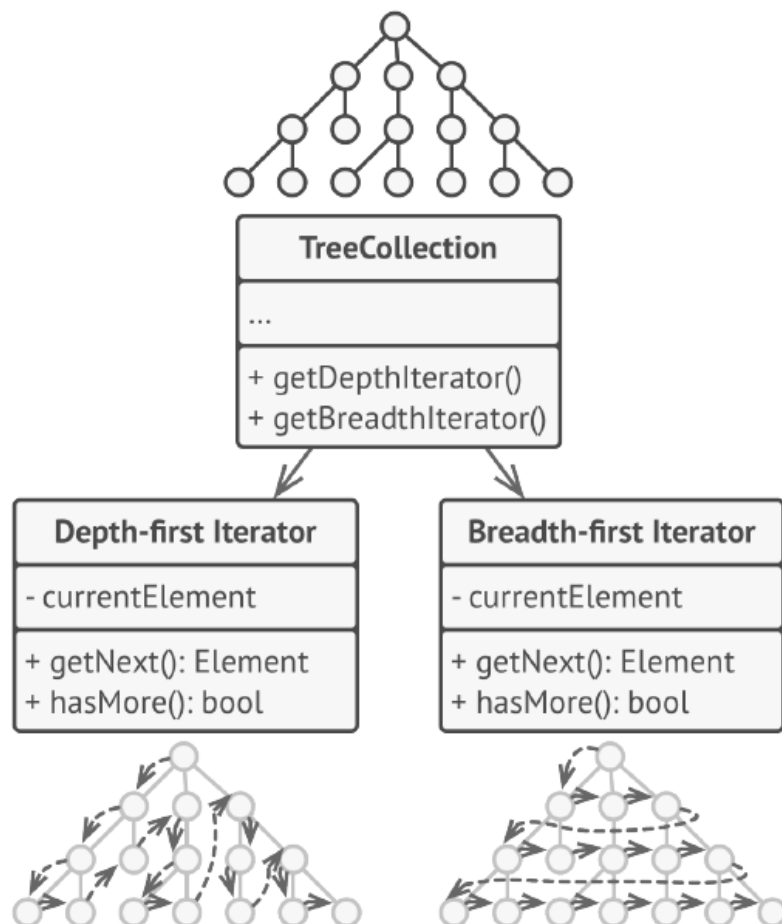 TreeCollection
...
+ getDepthIterator()
+ getBreadthIterator()
Depth-first Iterator
- currentElement
+ getNext(): Element
+ hasMore(): bool
Breadth-first Iterator
- currentElement
+ getNext(): Element
+ hasMore(): bool